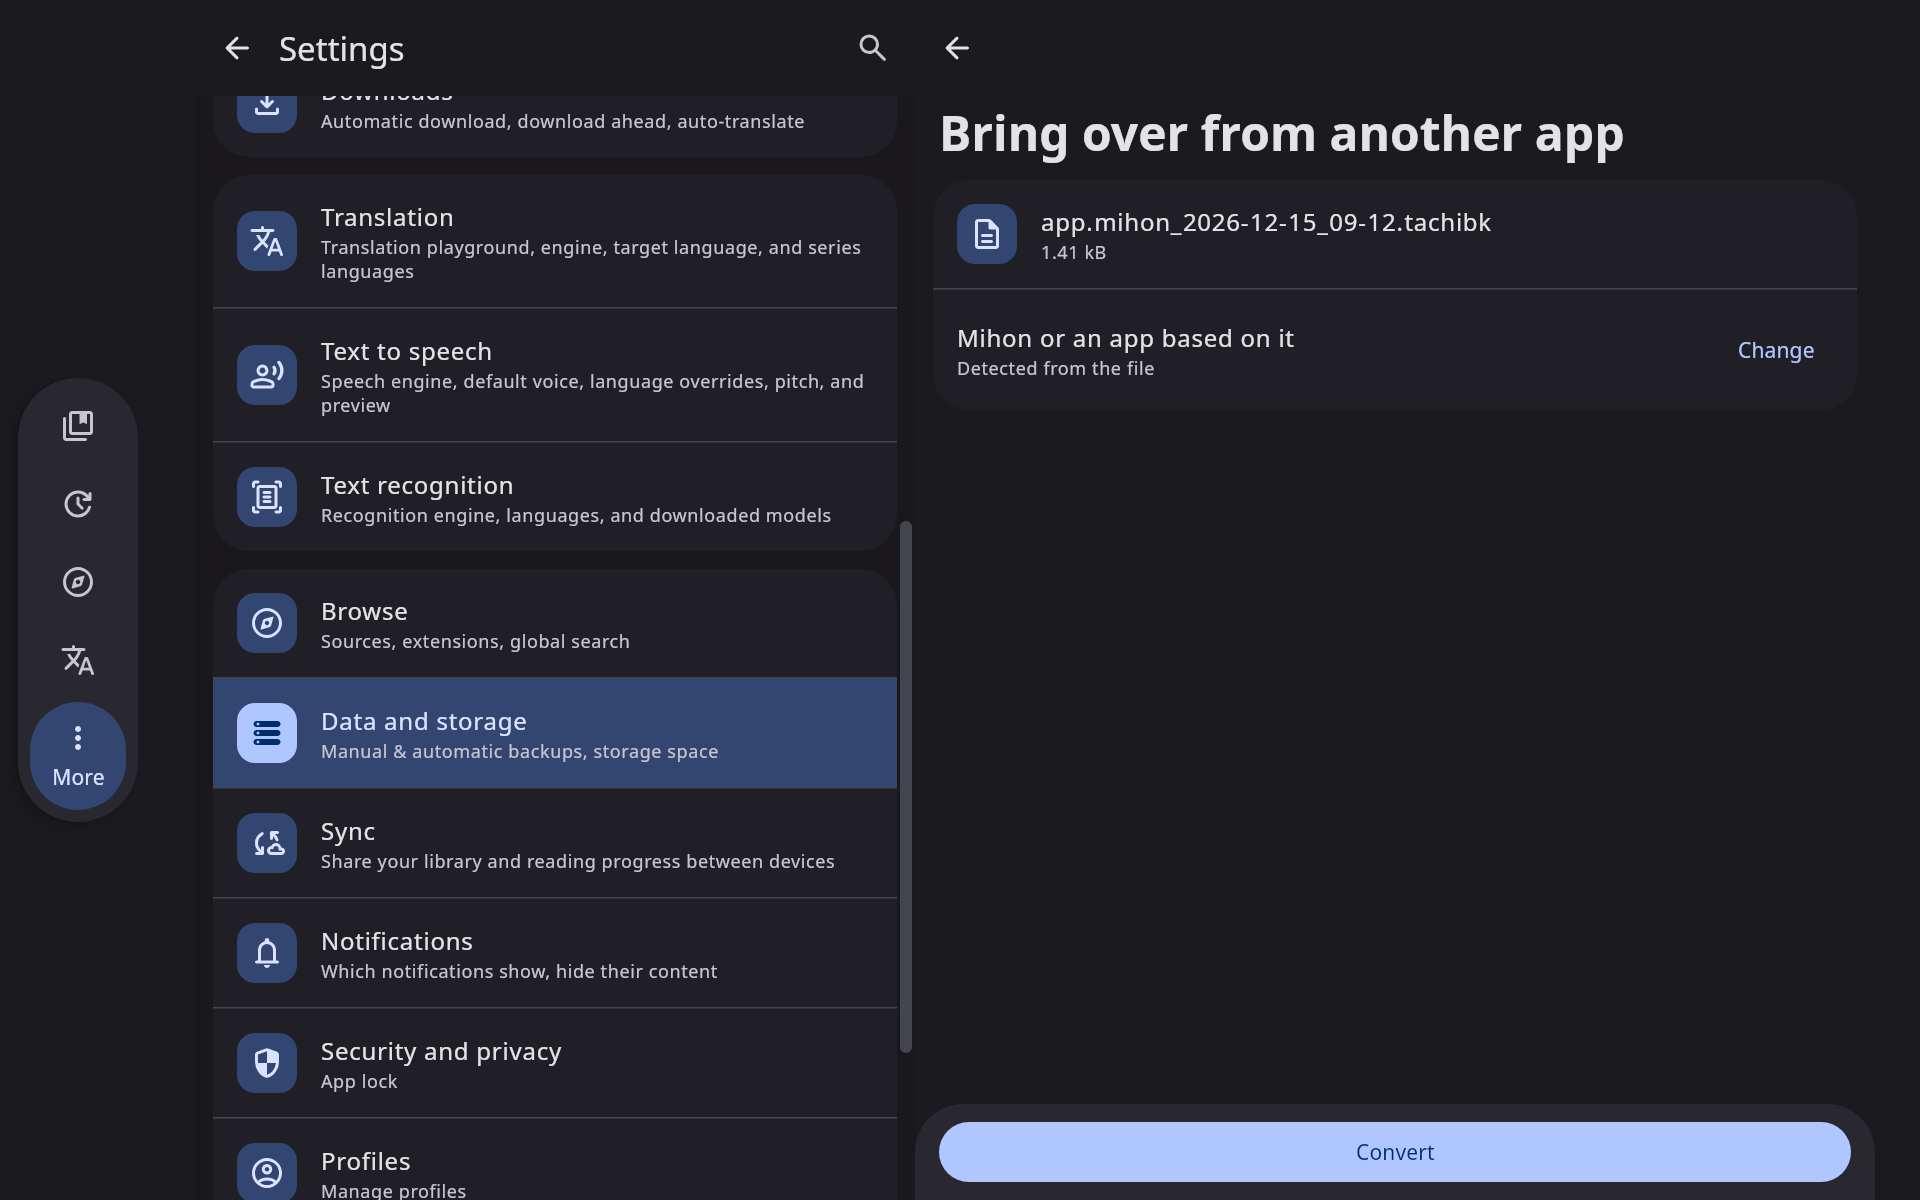 Settings
Downloads
Automatic download, download ahead, auto-translate
Translation
Translation playground, engine, target language, and series
languages
Text to speech
Speech engine, default voice, language overrides, pitch, and
preview
Text recognition
Recognition engine, languages, and downloaded models
Browse
Sources, extensions, global search
Data and storage
Manual & automatic backups, storage space
Sync
Share your library and reading progress between devices
Notifications
Which notifications show, hide their content
Security and privacy
App lock
Profiles
Manage profiles
More
Bring over from another app
app.mihon_2026-12-15_09-12.tachibk
1.41 kB
Mihon or an app based on it
Detected from the file
Change
Convert